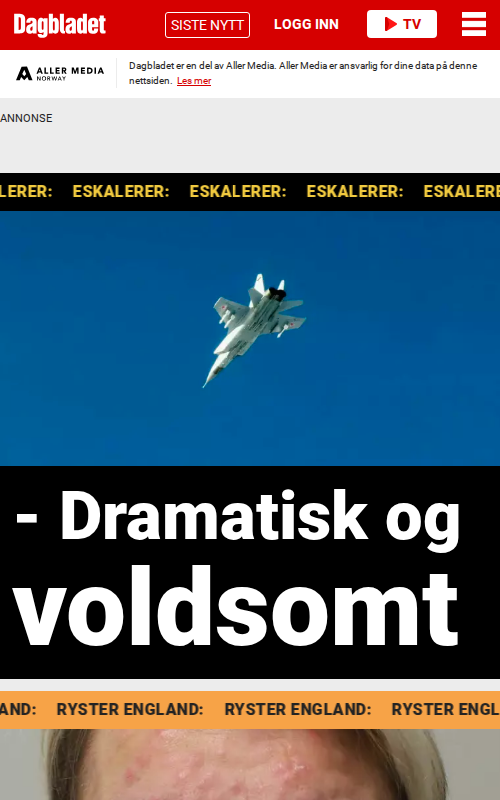 Dagbladet SISTE NYTT LOGG INN TV
ALLER MEDIA
NORWAY
Dagbladet er en del av Aller Media. Aller Media er ansvarlig for dine data på denne
nettsiden. Les mer
ANNONSE
LERER: ESKALERER: ESKALERER: ESKALERER: ESKALERE
- Dramatisk og
voldsomt
AND: RYSTER ENGLAND: RYSTER ENGLAND: RYSTER ENGL